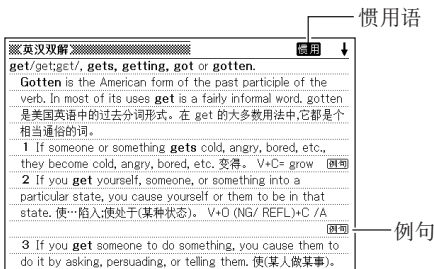 惯用语
英汉双解 惯用
get/get;gɛt/, gets, getting, got or gotten.
Gotten is the American form of the past participle of the
verb. In most of its uses get is a fairly informal word. gotten
是美国英语中的过去分词形式。在 get 的大多数用法中,它都是个
相当通俗的词。
1 If someone or something gets cold, angry, bored, etc.,
they become cold, angry, bored, etc. 变得。 V+C= grow 例句
2 If you get yourself, someone, or something into a
particular state, you cause yourself or them to be in that
state. 使…陷入;使处于(某种状态)。 V+O (NG/ REFL)+C /A
例句
例句
3 If you get someone to do something, you cause them to
do it by asking, persuading, or telling them. 使(某人做某事)。